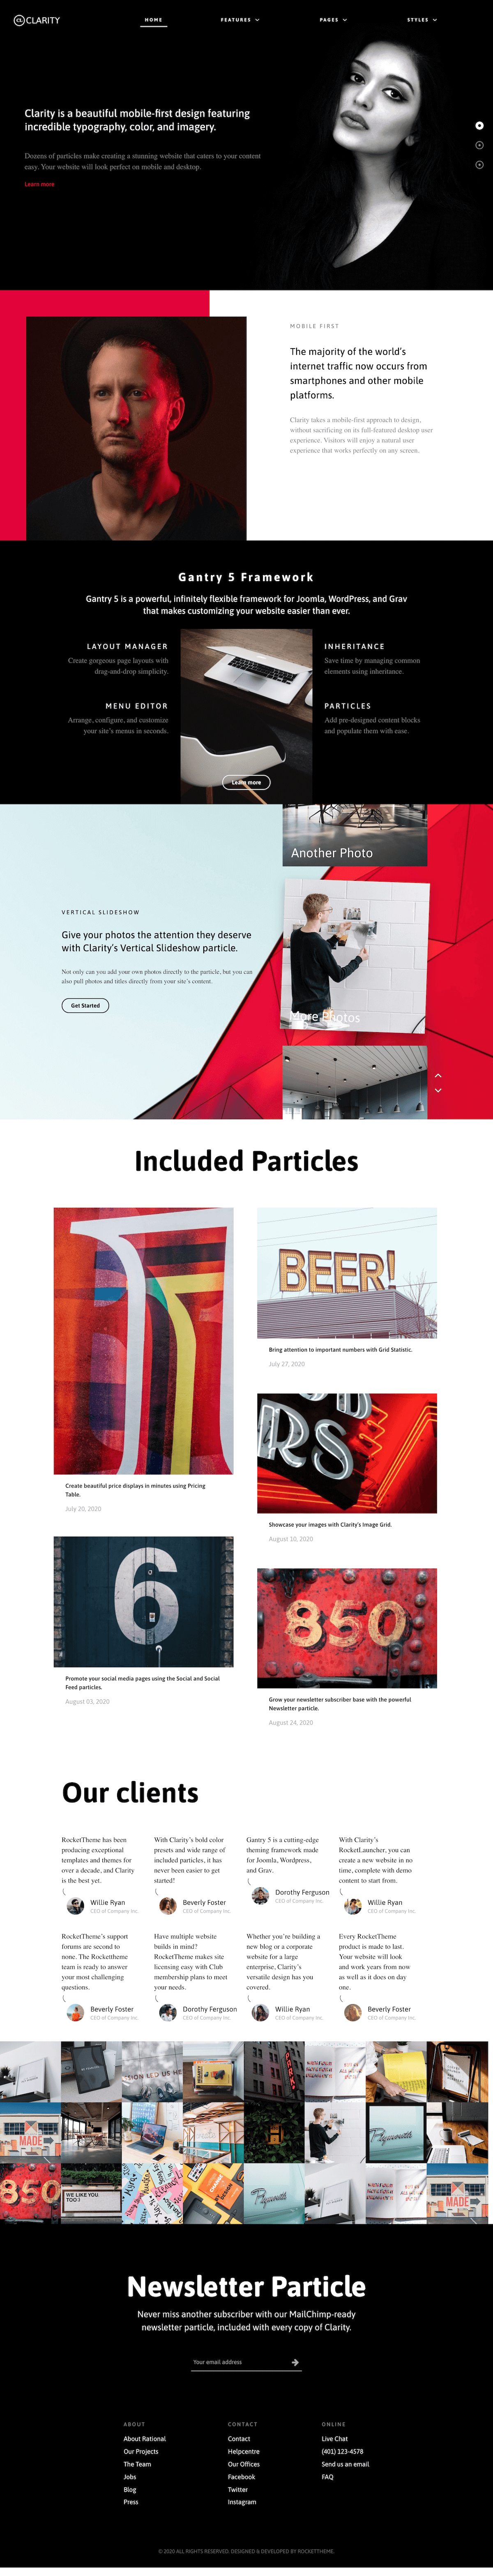 CL CLARITY
HOME
FEATURES
PAGES
STYLES
Clarity is a beautiful mobile-first design featuring
incredible typography, color, and imagery.
Dozens of particles make creating a stunning website that caters to your content
easy. Your website will look perfect on mobile and desktop.
Learn more
MOBILE FIRST
The majority of the world's
internet traffic now occurs from
smartphones and other mobile
platforms.
Clarity takes a mobile-first approach to design,
without sacrificing on its full-featured desktop user
experience. Visitors will enjoy a natural user
experience that works perfectly on any screen.
Gantry 5 Framework
Gantry 5 is a powerful, infinitely flexible framework for Joomla, WordPress, and Grav
that makes customizing your website easier than ever.
LAYOUT MANAGER
Create gorgeous page layouts with
drag-and-drop simplicity.
MENU EDITOR
Arrange, configure, and customize
your site's menus in seconds.
Learn more
INHERITANCE
Save time by managing common
elements using inheritance.
PARTICLES
Add pre-designed content blocks
and populate them with ease.
Another Photo
VERTICAL SLIDESHOW
Give your photos the attention they deserve
with Clarity's Vertical Slideshow particle.
Not only can you add your own photos directly to the particle, but you can
also pull photos and titles directly from your site's content.
Get Started
More Photos
Included Particles
Create beautiful price displays in minutes using Pricing
Table.
July 20, 2020
BEER!
Bring attention to important numbers with Grid Statistic.
July 27, 2020
RS
Showcase your images with Clarity's Image Grid.
August 10, 2020
6
Promote your social media pages using the Social and Social
Feed particles.
August 03, 2020
850
Grow your newsletter subscriber base with the powerful
Newsletter particle.
August 24, 2020
Our clients
RocketTheme has been
producing exceptional
templates and themes for
over a decade, and Clarity
is the best yet.
Willie Ryan
CEO of Company Inc.
With Clarity's bold color
presets and wide range of
included particles, it has
never been easier to get
started!
Beverly Foster
CEO of Company Inc.
Gantry 5 is a cutting-edge
theming framework made
for Joomla, Wordpress,
and Grav.
Dorothy Ferguson
CEO of Company Inc.
With Clarity's
RocketLauncher, you can
create a new website in no
time, complete with demo
content to start from.
Willie Ryan
CEO of Company Inc.
RocketTheme's support
forums are second to
none. The Rockettheme
team is ready to answer
your most challenging
questions.
Beverly Foster
CEO of Company Inc.
Have multiple website
builds in mind?
RocketTheme makes site
licensing easy with Club
membership plans to meet
your needs.
Dorothy Ferguson
CEO of Company Inc.
Whether you're building a
new blog or a corporate
website for a large
enterprise, Clarity's
versatile design has you
covered.
Willie Ryan
CEO of Company Inc.
Every RocketTheme
product is made to last.
Your website will look and
work for years from now
as well as it does on day
one.
Beverly Foster
CEO of Company Inc.
MADE
H
Plymouth
850
WE LIKE YOU,
TOO :)
Plymouth
MADE
Newsletter Particle
Never miss another subscriber with our MailChimp-ready
newsletter particle, included with every copy of Clarity.
Your email address
ABOUT
About Rational
Our Projects
The Team
Jobs
Blog
Press
CONTACT
Contact
Helpcentre
Our Offices
Facebook
Twitter
Instagram
ONLINE
Live Chat
(401) 123-4578
Send us an email
FAQ
© 2020 ALL RIGHTS RESERVED. DESIGNED & DEVELOPED BY ROCKETTHEME.